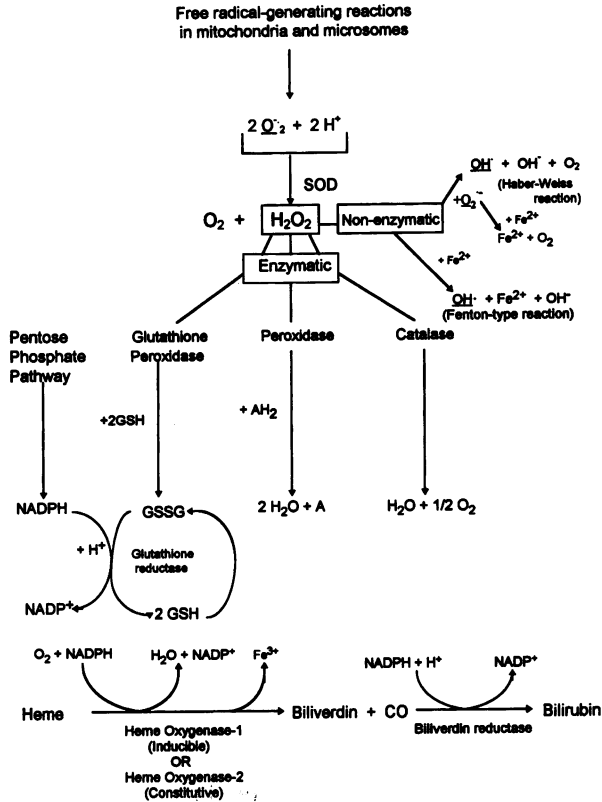 Free radical-generating reactions
in mitochondria and microsomes
2 O⁻·₂ + 2 H⁺
SOD
O₂ + H₂O₂
Non-enzymatic
OH· + OH⁻ + O₂
(Haber-Weiss
reaction)
+O₂·⁻
+ Fe²⁺
Fe²⁺ + O₂
+ Fe²⁺
OH· + Fe²⁺ + OH⁻
(Fenton-type reaction)
Enzymatic
Pentose
Phosphate
Pathway
Glutathione
Peroxidase
Peroxidase
Catalase
+2GSH
+ AH₂
NADPH
GSSG
2 H₂O + A
H₂O + 1/2 O₂
+ H⁺
Glutathione
reductase
NADP⁺
2 GSH
O₂ + NADPH
H₂O + NADP⁺
Fe³⁺
NADPH + H⁺
NADP⁺
Heme
Biliverdin + CO
Bilirubin
Heme Oxygenase-1
(Inducible)
OR
Heme Oxygenase-2
(Constitutive)
Biliverdin reductase